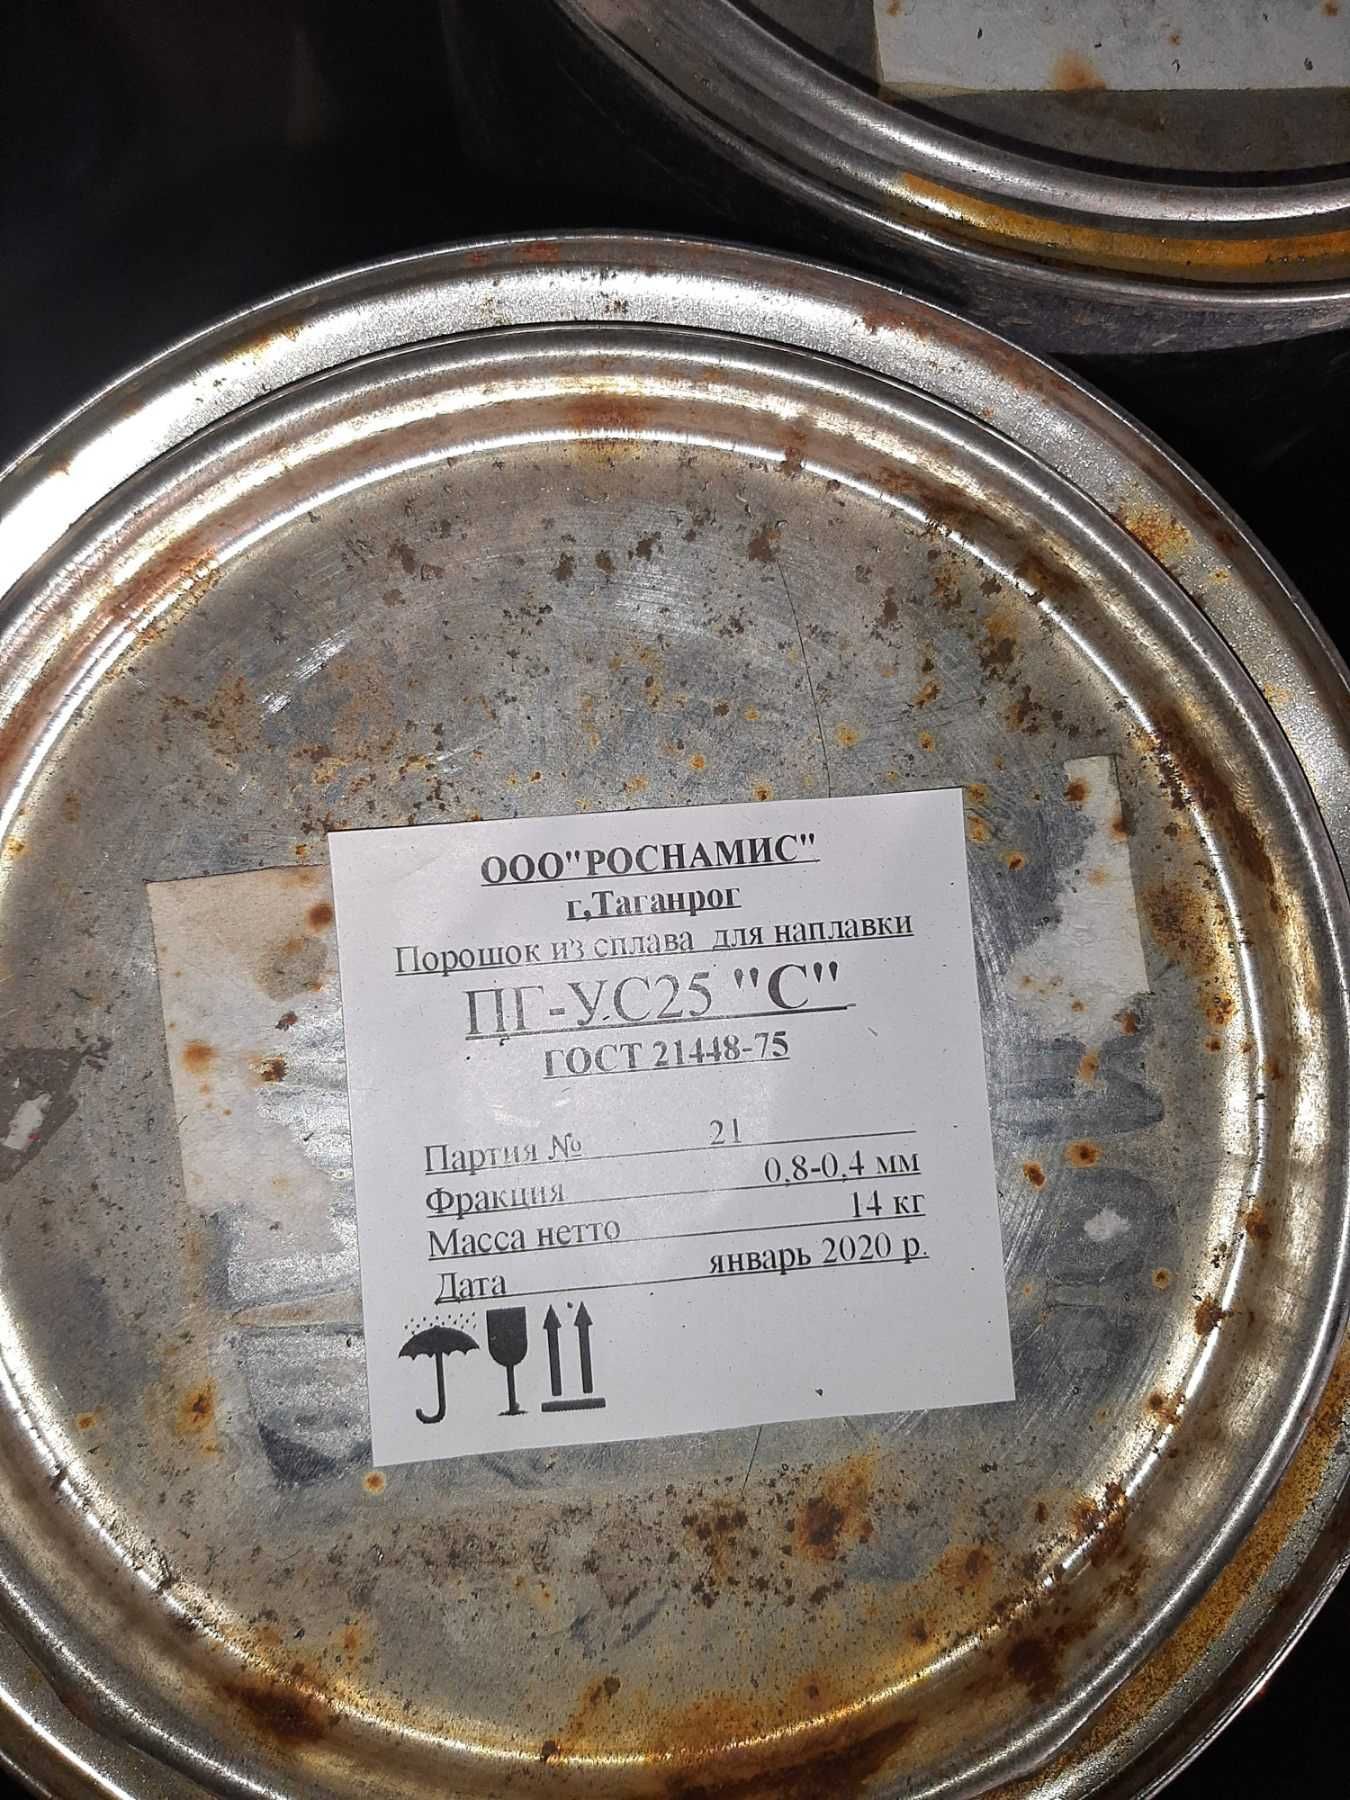 ООО"РОСНАМИС"
г,Таганрог
Порошок из сплава для наплавки
ПГ-УС25 "С"
ГОСТ 21448-75
Партия № 21
Фракция 0,8-0,4 мм
Масса нетто 14 кг
Дата январь 2020 р.